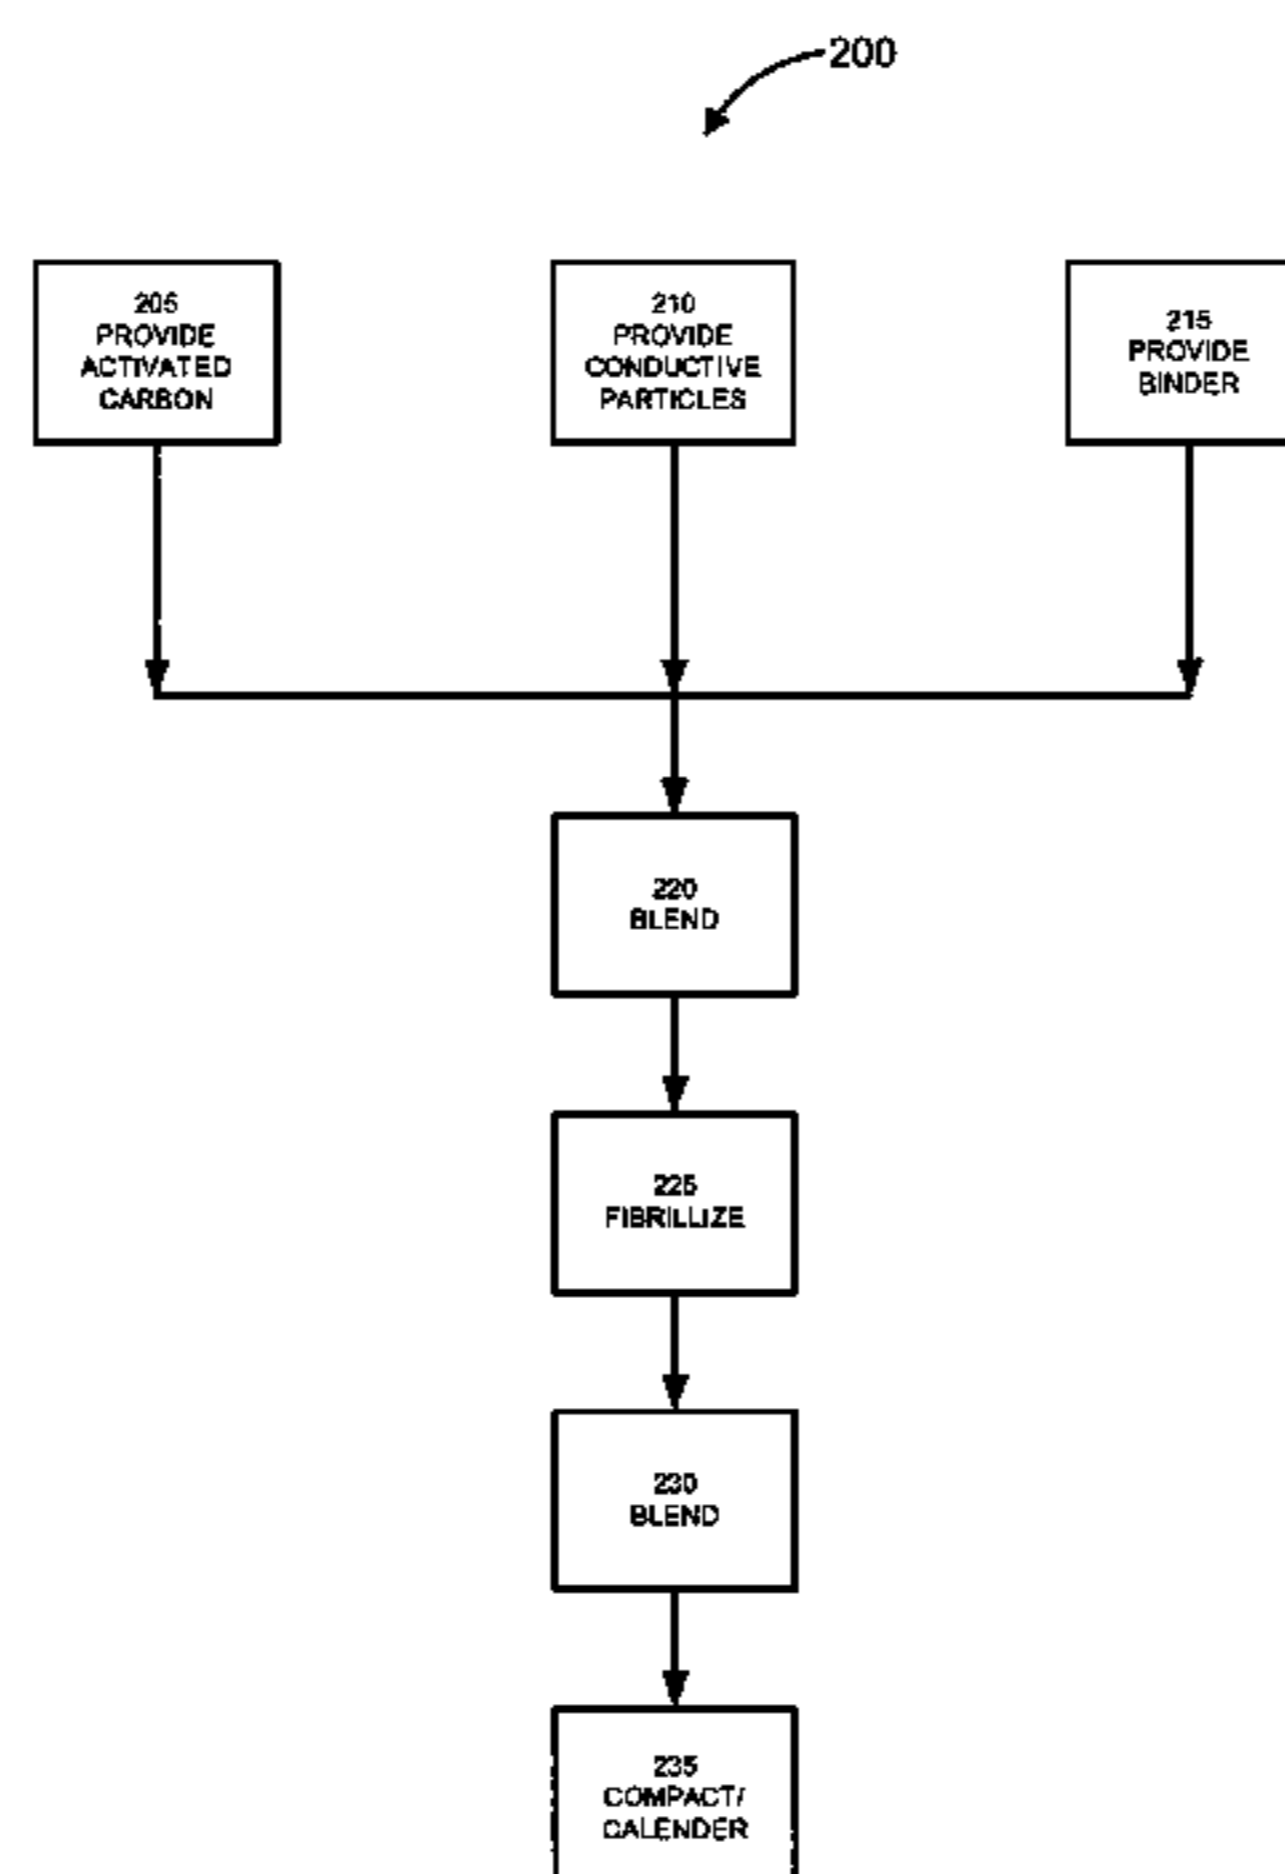 200
205
PROVIDE
ACTIVATED
CARBON
210
PROVIDE
CONDUCTIVE
PARTICLES
215
PROVIDE
BINDER
220
BLEND
225
FIBRILLIZE
230
BLEND
235
COMPACT/
CALENDER